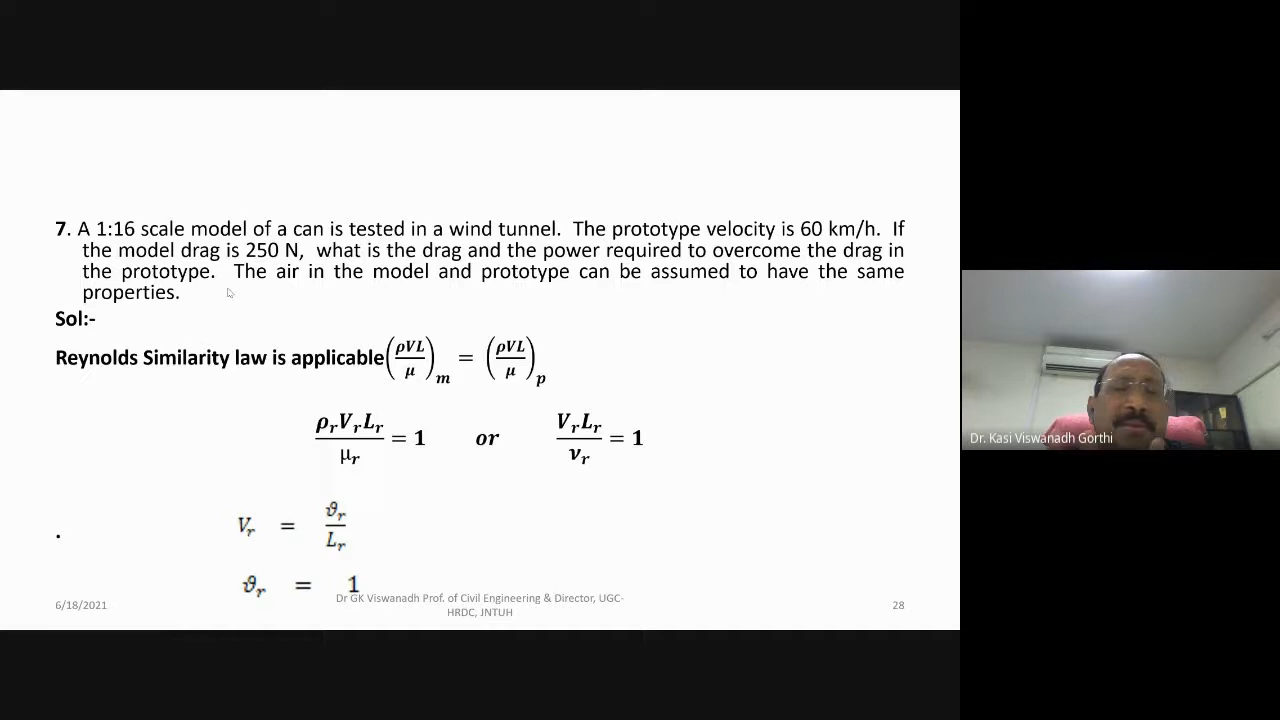 7. A 1:16 scale model of a can is tested in a wind tunnel. The prototype velocity is 60 km/h. If
the model drag is 250 N, what is the drag and the power required to overcome the drag in
the prototype. The air in the model and prototype can be assumed to have the same
properties.
Sol:-
Reynolds Similarity law is applicable (ρVL/μ)m = (ρVL/μ)p
ρrVrLr/μr = 1 or VrLr/νr = 1
Vr = ϑr/Lr
.
ϑr = 1
6/18/2021
Dr GK Viswanadh Prof. of Civil Engineering & Director, UGC-
HRDC, JNTUH
28
Dr. Kasi Viswanadh Gorthi